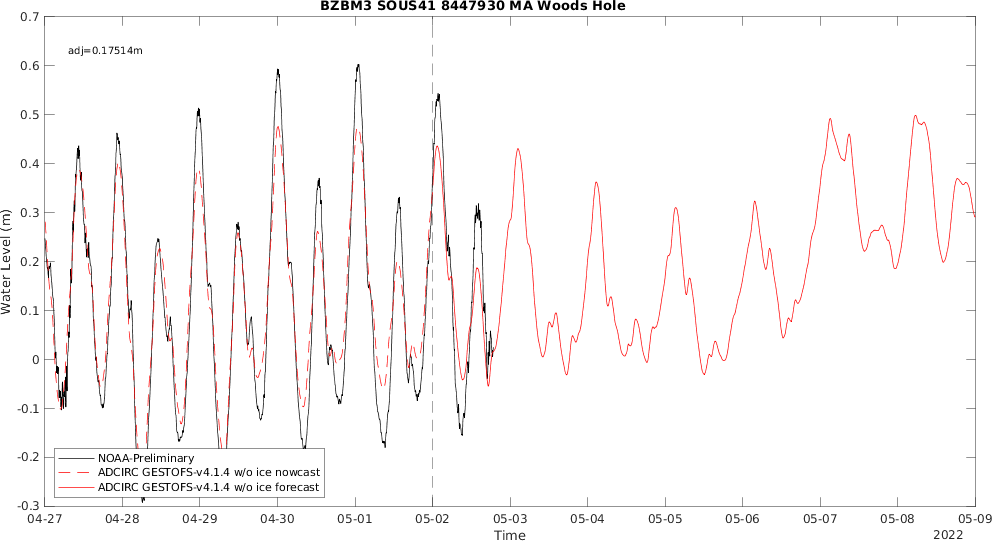 BZBM3 SOUS41 8447930 MA Woods Hole
adj=0.17514m
Water Level (m)
0.7
0.6
0.5
0.4
0.3
0.2
0.1
0
-0.1
-0.2
-0.3
NOAA-Preliminary
ADCIRC GESTOFS-v4.1.4 w/o ice nowcast
ADCIRC GESTOFS-v4.1.4 w/o ice forecast
04-27 04-28 04-29 04-30 05-01 05-02 05-03 05-04 05-05 05-06 05-07 05-08 05-09
Time
2022